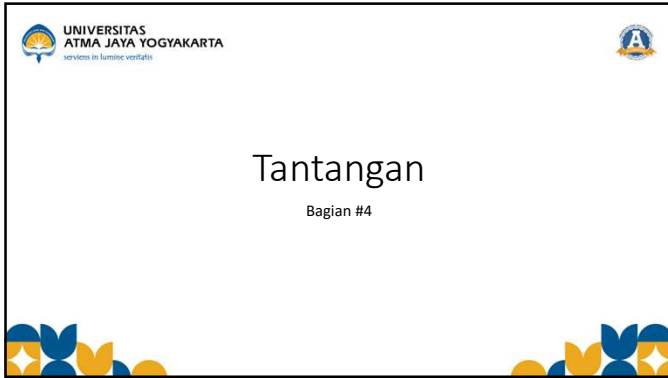 UNIVERSITAS
ATMA JAYA YOGYAKARTA
serviens in lumine veritatis
Tantangan
Bagian #4